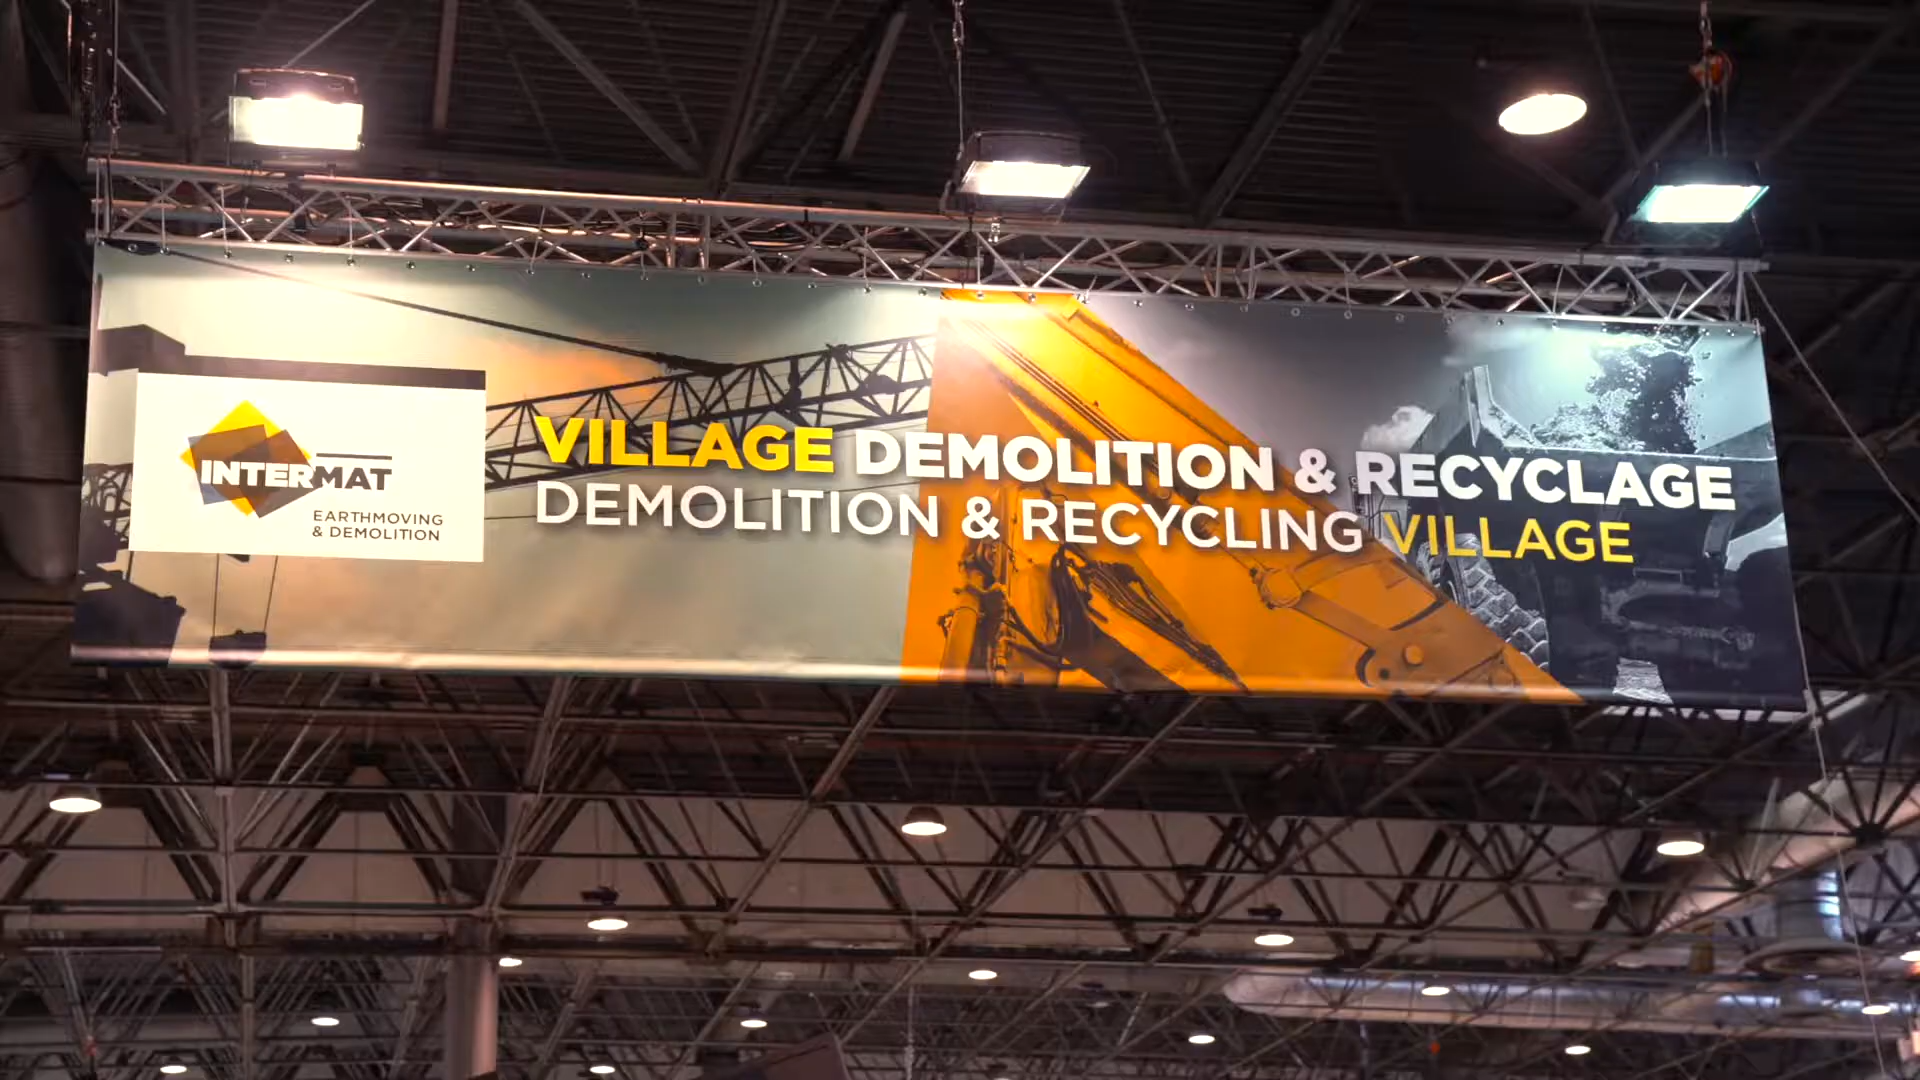 INTERMAT
EARTHMOVING
& DEMOLITION
VILLAGE DEMOLITION & RECYCLAGE
DEMOLITION & RECYCLING VILLAGE